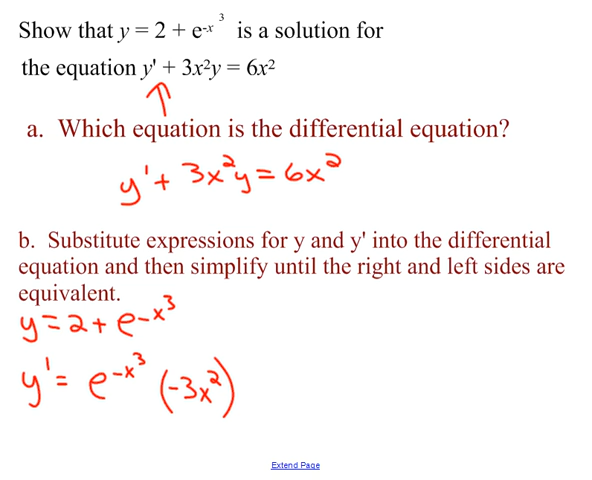 Show that y = 2 + e^-x^3 is a solution for
the equation y' + 3x²y = 6x²
a. Which equation is the differential equation?
y' + 3x²y = 6x²
b. Substitute expressions for y and y' into the differential
equation and then simplify until the right and left sides are
equivalent.
y = 2 + e^-x^3
y' = e^-x^3 (-3x²)
Extend Page